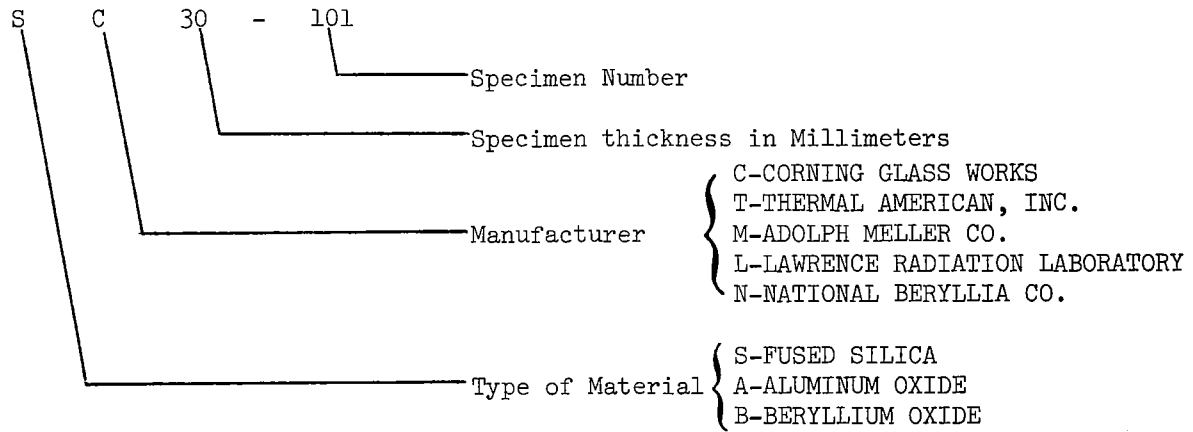 S C 30 - 101
Specimen Number
Specimen thickness in Millimeters
Manufacturer
C-CORNING GLASS WORKS
T-THERMAL AMERICAN, INC.
M-ADOLPH MELLER CO.
L-LAWRENCE RADIATION LABORATORY
N-NATIONAL BERYLLIA CO.
Type of Material
S-FUSED SILICA
A-ALUMINUM OXIDE
B-BERYLLIUM OXIDE